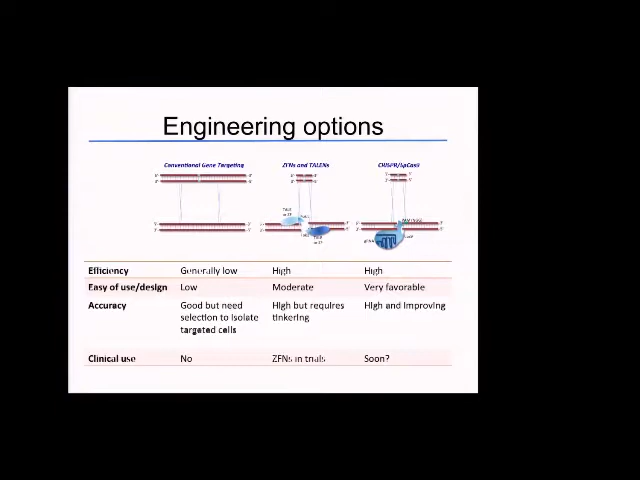 Engineering options
Conventional Gene Targeting ZFNs and TALENs CRISPR/SpCas9
Efficiency Generally low High High
Easy of use/design Low Moderate Very favorable
Accuracy Good but need High but requires High and improving
selection to isolate tinkering
targeted cells
Clinical use No ZFNs in trials Soon?